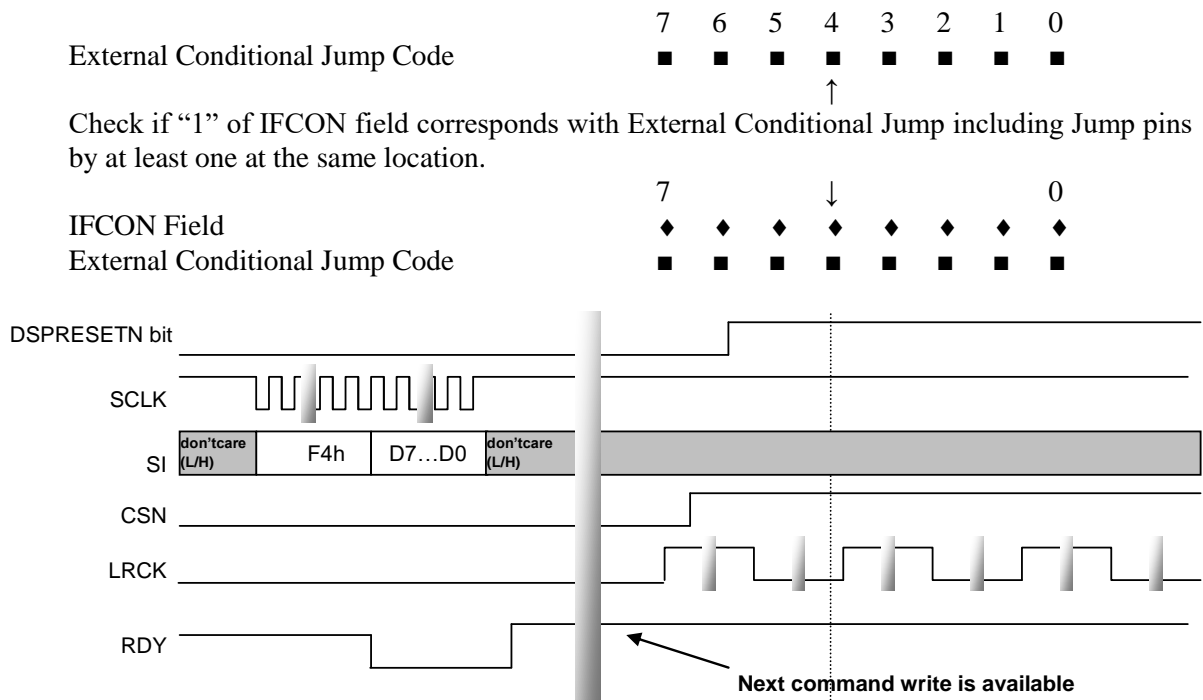 7 6 5 4 3 2 1 0
External Conditional Jump Code ■ ■ ■ ■ ■ ■ ■ ■
↑
Check if “1” of IFCON field corresponds with External Conditional Jump including Jump pins
by at least one at the same location.
7 ↓ 0
IFCON Field ♦ ♦ ♦ ♦ ♦ ♦ ♦ ♦
External Conditional Jump Code ■ ■ ■ ■ ■ ■ ■ ■
DSPRESETN bit
SCLK
SI
don'tcare
(L/H)
F4h
D7…D0
don'tcare
(L/H)
CSN
LRCK
RDY
Next command write is available